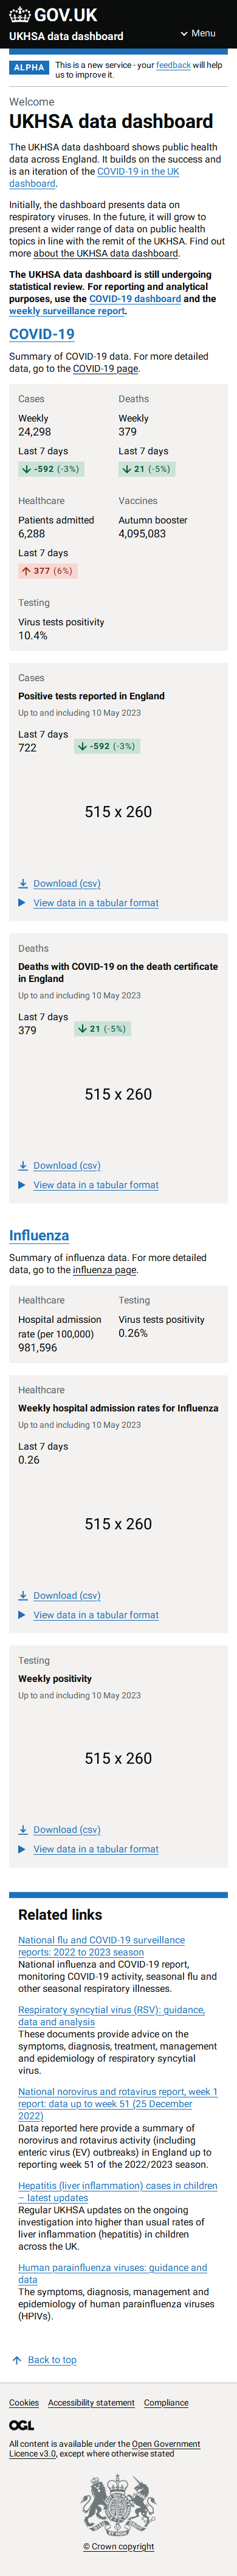 GOV.UK
UKHSA data dashboard
Menu
ALPHA
This is a new service - your feedback will help
us to improve it.
Welcome
UKHSA data dashboard
The UKHSA data dashboard shows public health
data across England. It builds on the success and
is an iteration of the COVID-19 in the UK
dashboard.
Initially, the dashboard presents data on
respiratory viruses. In the future, it will grow to
present a wider range of data on public health
topics in line with the remit of the UKHSA. Find out
more about the UKHSA data dashboard.
The UKHSA data dashboard is still undergoing
statistical review. For reporting and analytical
purposes, use the COVID-19 dashboard and the
weekly surveillance report.
COVID-19
Summary of COVID-19 data. For more detailed
data, go to the COVID-19 page.
Cases
Weekly
24,298
Last 7 days
-592 (-3%)
Deaths
Weekly
379
Last 7 days
21 (-5%)
Healthcare
Patients admitted
6,288
Last 7 days
377 (6%)
Vaccines
Autumn booster
4,095,083
Testing
Virus tests positivity
10.4%
Cases
Positive tests reported in England
Up to and including 10 May 2023
Last 7 days
722
-592 (-3%)
515 x 260
Download (csv)
View data in a tabular format
Deaths
Deaths with COVID-19 on the death certificate
in England
Up to and including 10 May 2023
Last 7 days
379
21 (-5%)
515 x 260
Download (csv)
View data in a tabular format
Influenza
Summary of influenza data. For more detailed
data, go to the influenza page.
Healthcare
Hospital admission
rate (per 100,000)
981,596
Testing
Virus tests positivity
0.26%
Healthcare
Weekly hospital admission rates for Influenza
Up to and including 10 May 2023
Last 7 days
0.26
515 x 260
Download (csv)
View data in a tabular format
Testing
Weekly positivity
Up to and including 10 May 2023
515 x 260
Download (csv)
View data in a tabular format
Related links
National flu and COVID-19 surveillance
reports: 2022 to 2023 season
National influenza and COVID-19 report,
monitoring COVID-19 activity, seasonal flu and
other seasonal respiratory illnesses.
Respiratory syncytial virus (RSV): guidance,
data and analysis
These documents provide advice on the
symptoms, diagnosis, treatment, management
and epidemiology of respiratory syncytial
virus.
National norovirus and rotavirus report, week 1
report: data up to week 51 (25 December
2022)
Data reported here provide a summary of
norovirus and rotavirus activity (including
enteric virus (EV) outbreaks) in England up to
reporting week 51 of the 2022/2023 season.
Hepatitis (liver inflammation) cases in children
– latest updates
Regular UKHSA updates on the ongoing
investigation into higher than usual rates of
liver inflammation (hepatitis) in children
across the UK.
Human parainfluenza viruses: guidance and
data
The symptoms, diagnosis, management and
epidemiology of human parainfluenza viruses
(HPIVs).
Back to top
Cookies Accessibility statement Compliance
OGL
All content is available under the Open Government
Licence v3.0, except where otherwise stated
© Crown copyright